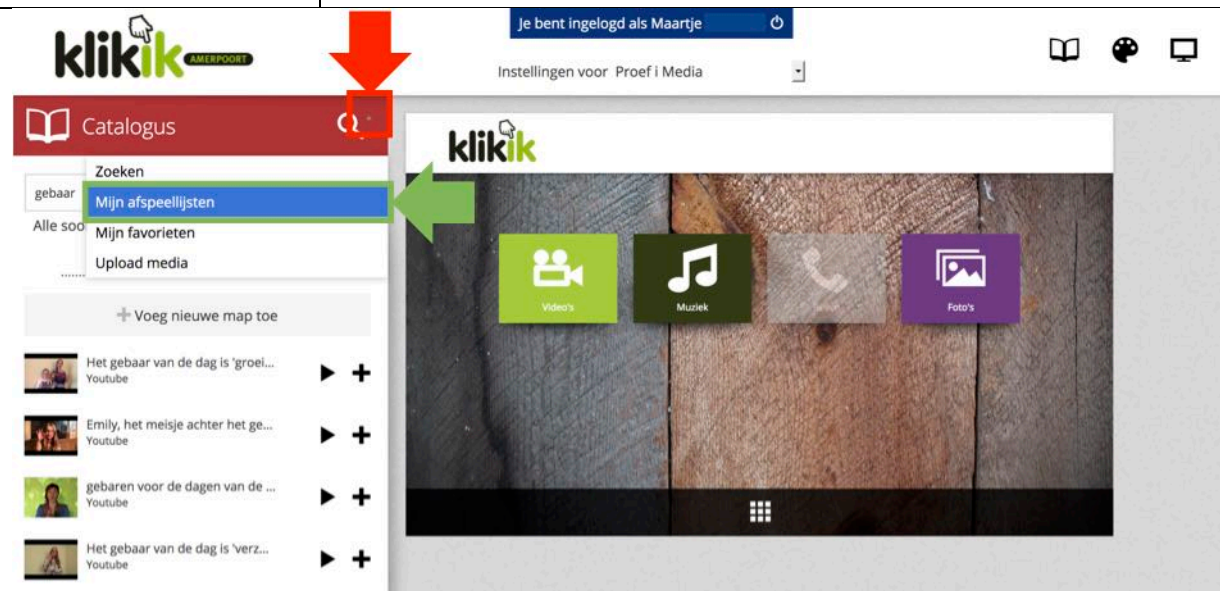 klikik
AMERPOORT
Je bent ingelogd als Maartje
Instellingen voor Proef i Media
Catalogus
Zoeken
gebaar
Mijn afspeellijsten
Alle soo
Mijn favorieten
Upload media
Voeg nieuwe map toe
Het gebaar van de dag is 'groei...
Youtube
Emily, het meisje achter het ge...
Youtube
gebaren voor de dagen van de ...
Youtube
Het gebaar van de dag is 'verz...
Youtube
klikik
Video's
Muziek
Foto's